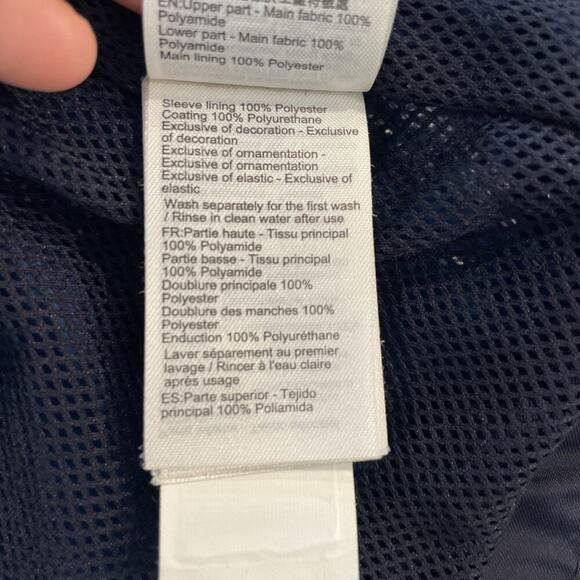 EN:Upper part - Main fabric 100%
Polyamide
Lower part - Main fabric 100%
Polyamide
Main lining 100% Polyester
Sleeve lining 100% Polyester
Coating 100% Polyurethane
Exclusive of decoration - Exclusive
of decoration
Exclusive of ornamentation -
Exclusive of ornamentation
Exclusive of elastic - Exclusive of
elastic
Wash separately for the first wash
/ Rinse in clean water after use
FR:Partie haute - Tissu principal
100% Polyamide
Partie basse - Tissu principal
100% Polyamide
Doublure principale 100%
Polyester
Doublure des manches 100%
Polyester
Enduction 100% Polyuréthane
Laver séparement au premier
lavage / Rincer à l'eau claire
après usage
ES:Parte superior - Tejido
principal 100% Poliamida